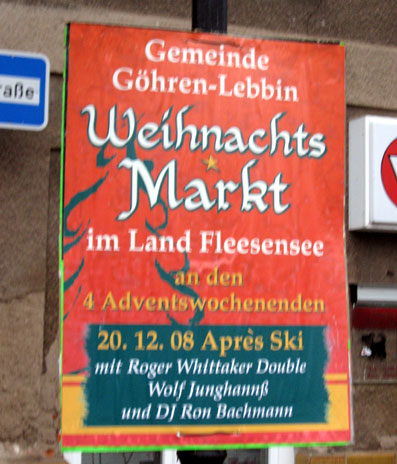 raße
Gemeinde
Göhren-Lebbin
Weihnachts
Markt
im Land Fleesensee
an den
4 Adventswochenenden
20. 12. 08 Après Ski
mit Roger Whittaker Double
Wolf Junghannß
und DJ Ron Bachmann